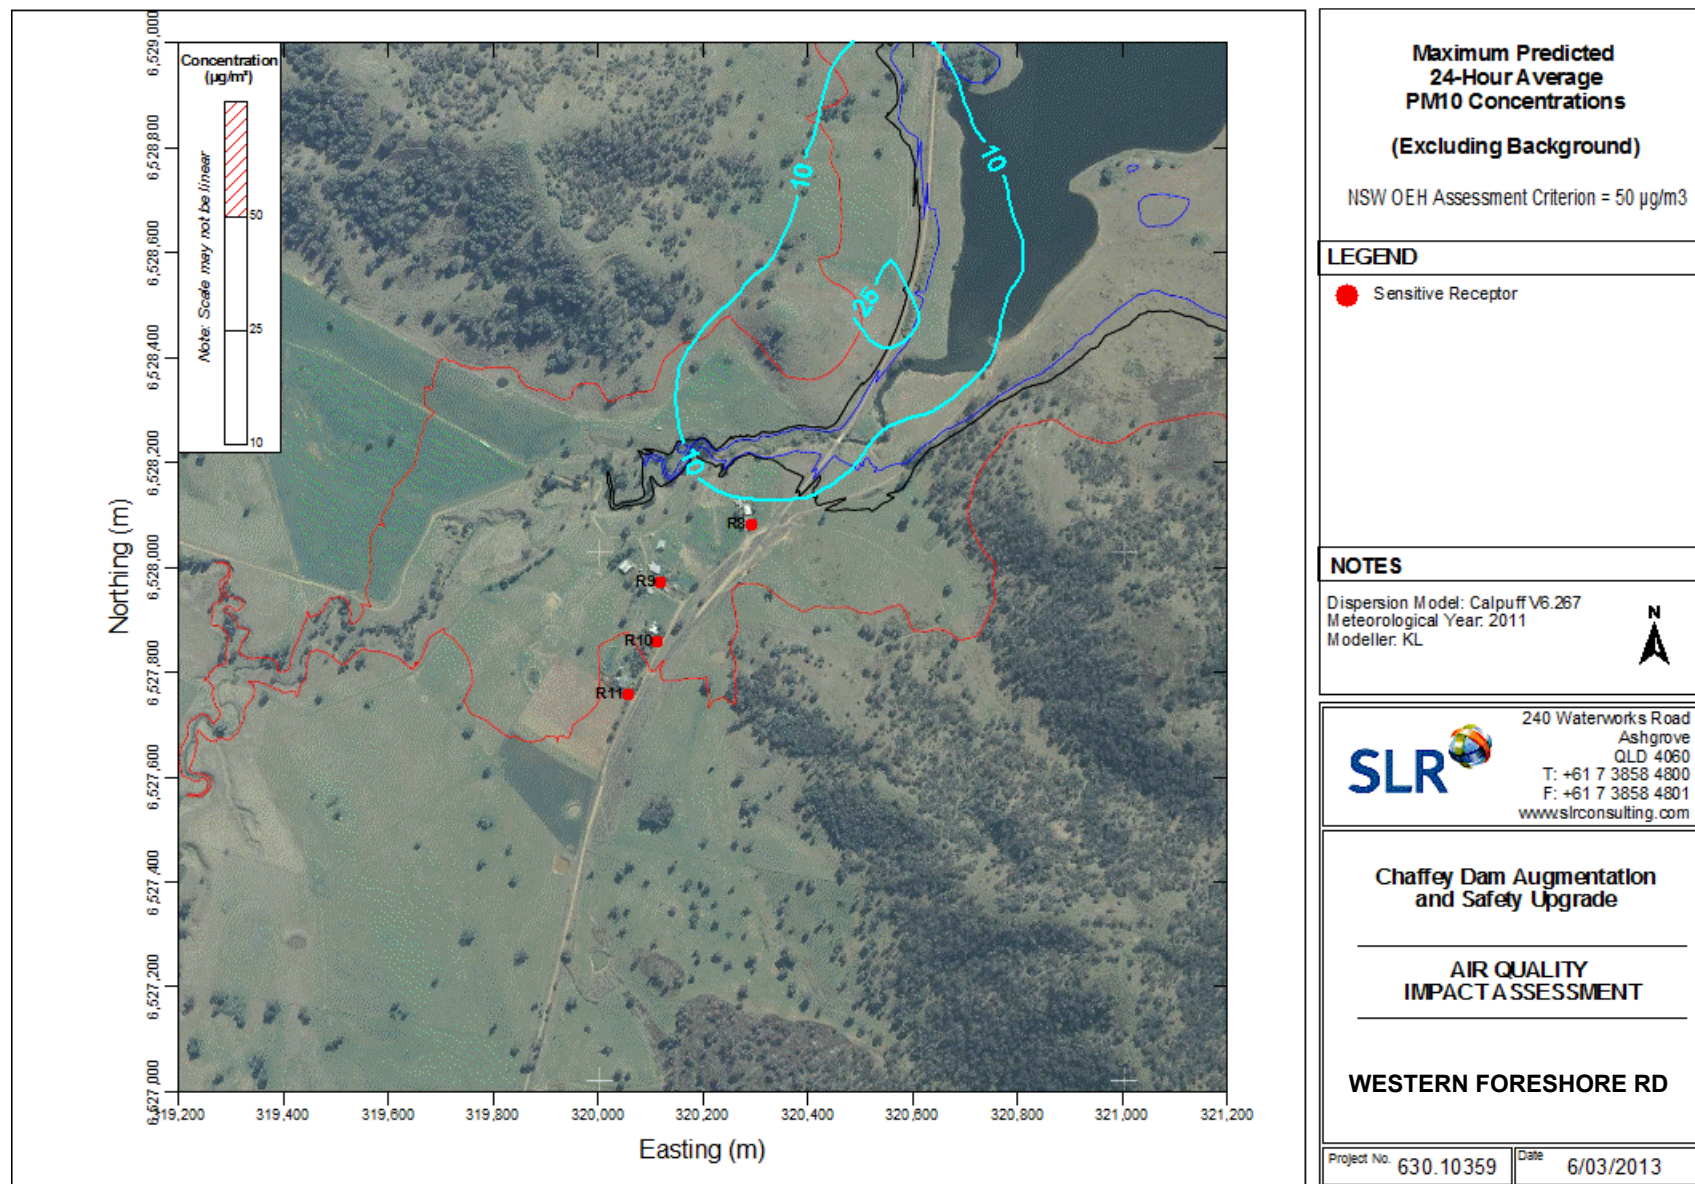 Concentration
(µg/m³)
50
25
10
Note: Scale may not be linear
6,529,000
6,528,800
6,528,600
6,528,400
6,528,200
6,528,000
6,527,800
6,527,600
6,527,400
6,527,200
6,527,000
Northing (m)
10
10
25
10
R8
R9
R10
R11
319,200
319,400
319,600
319,800
320,000
320,200
320,400
320,600
320,800
321,000
321,200
Easting (m)
Maximum Predicted
24-Hour Average
PM10 Concentrations
(Excluding Background)
NSW OEH Assessment Criterion = 50 µg/m3
LEGEND
Sensitive Receptor
NOTES
Dispersion Model: Calpuff V6.267
Meteorological Year: 2011
Modeller: KL
N
SLR
240 Waterworks Road
Ashgrove
QLD 4060
T: +61 7 3858 4800
F: +61 7 3858 4801
www.slrconsulting.com
Chaffey Dam Augmentation
and Safety Upgrade
AIR QUALITY
IMPACT ASSESSMENT
WESTERN FORESHORE RD
Project No. 630.10359
Date 6/03/2013